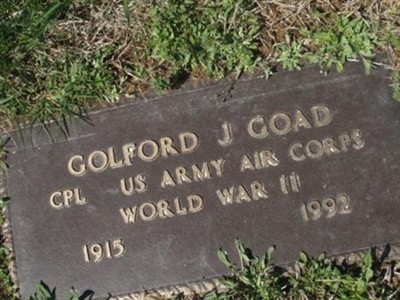 GOLFORD J GOAD
CPL US ARMY AIR CORPS
WORLD WAR II
1915 1992